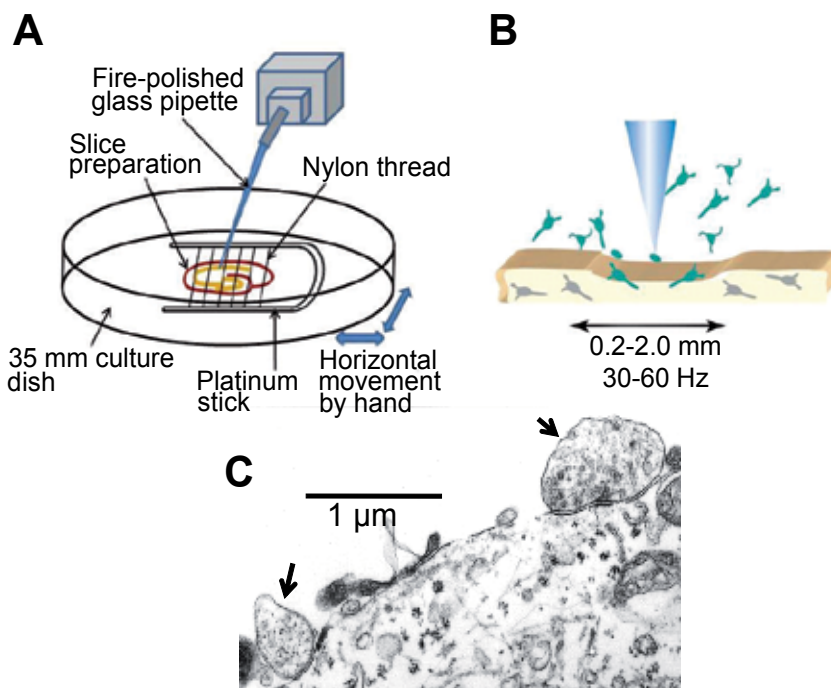 A
Fire-polished
glass pipette
Slice
preparation
Nylon thread
35 mm culture
dish
Platinum
stick
Horizontal
movement
by hand
B
0.2-2.0 mm
30-60 Hz
C
1 μm